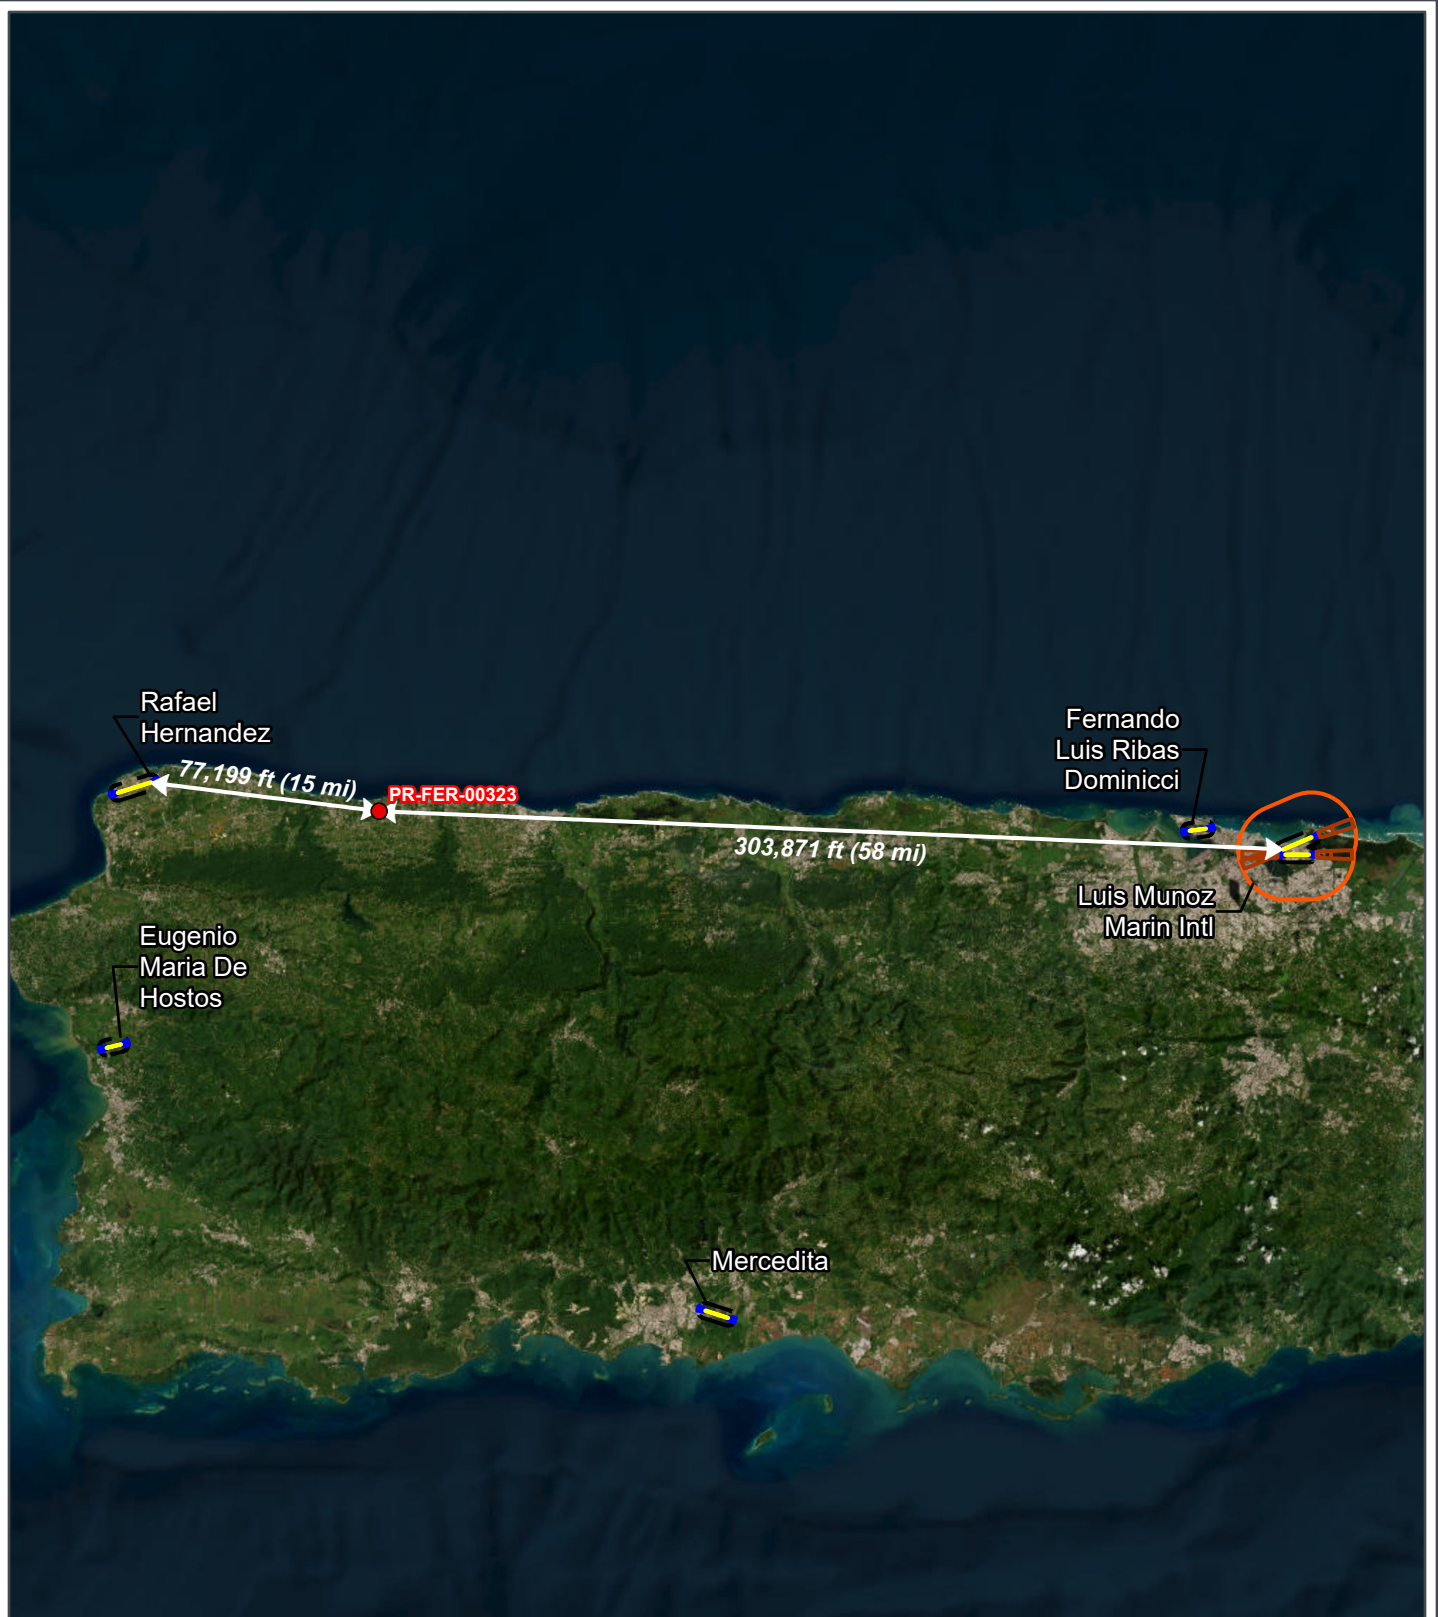 Rafael
Hernandez
77,199 ft (15 mi)
PR-FER-00323
Fernando
Luis Ribas
Dominicci
303,871 ft (58 mi)
Luis Munoz
Marin Intl
Eugenio
Maria De
Hostos
Mercedita